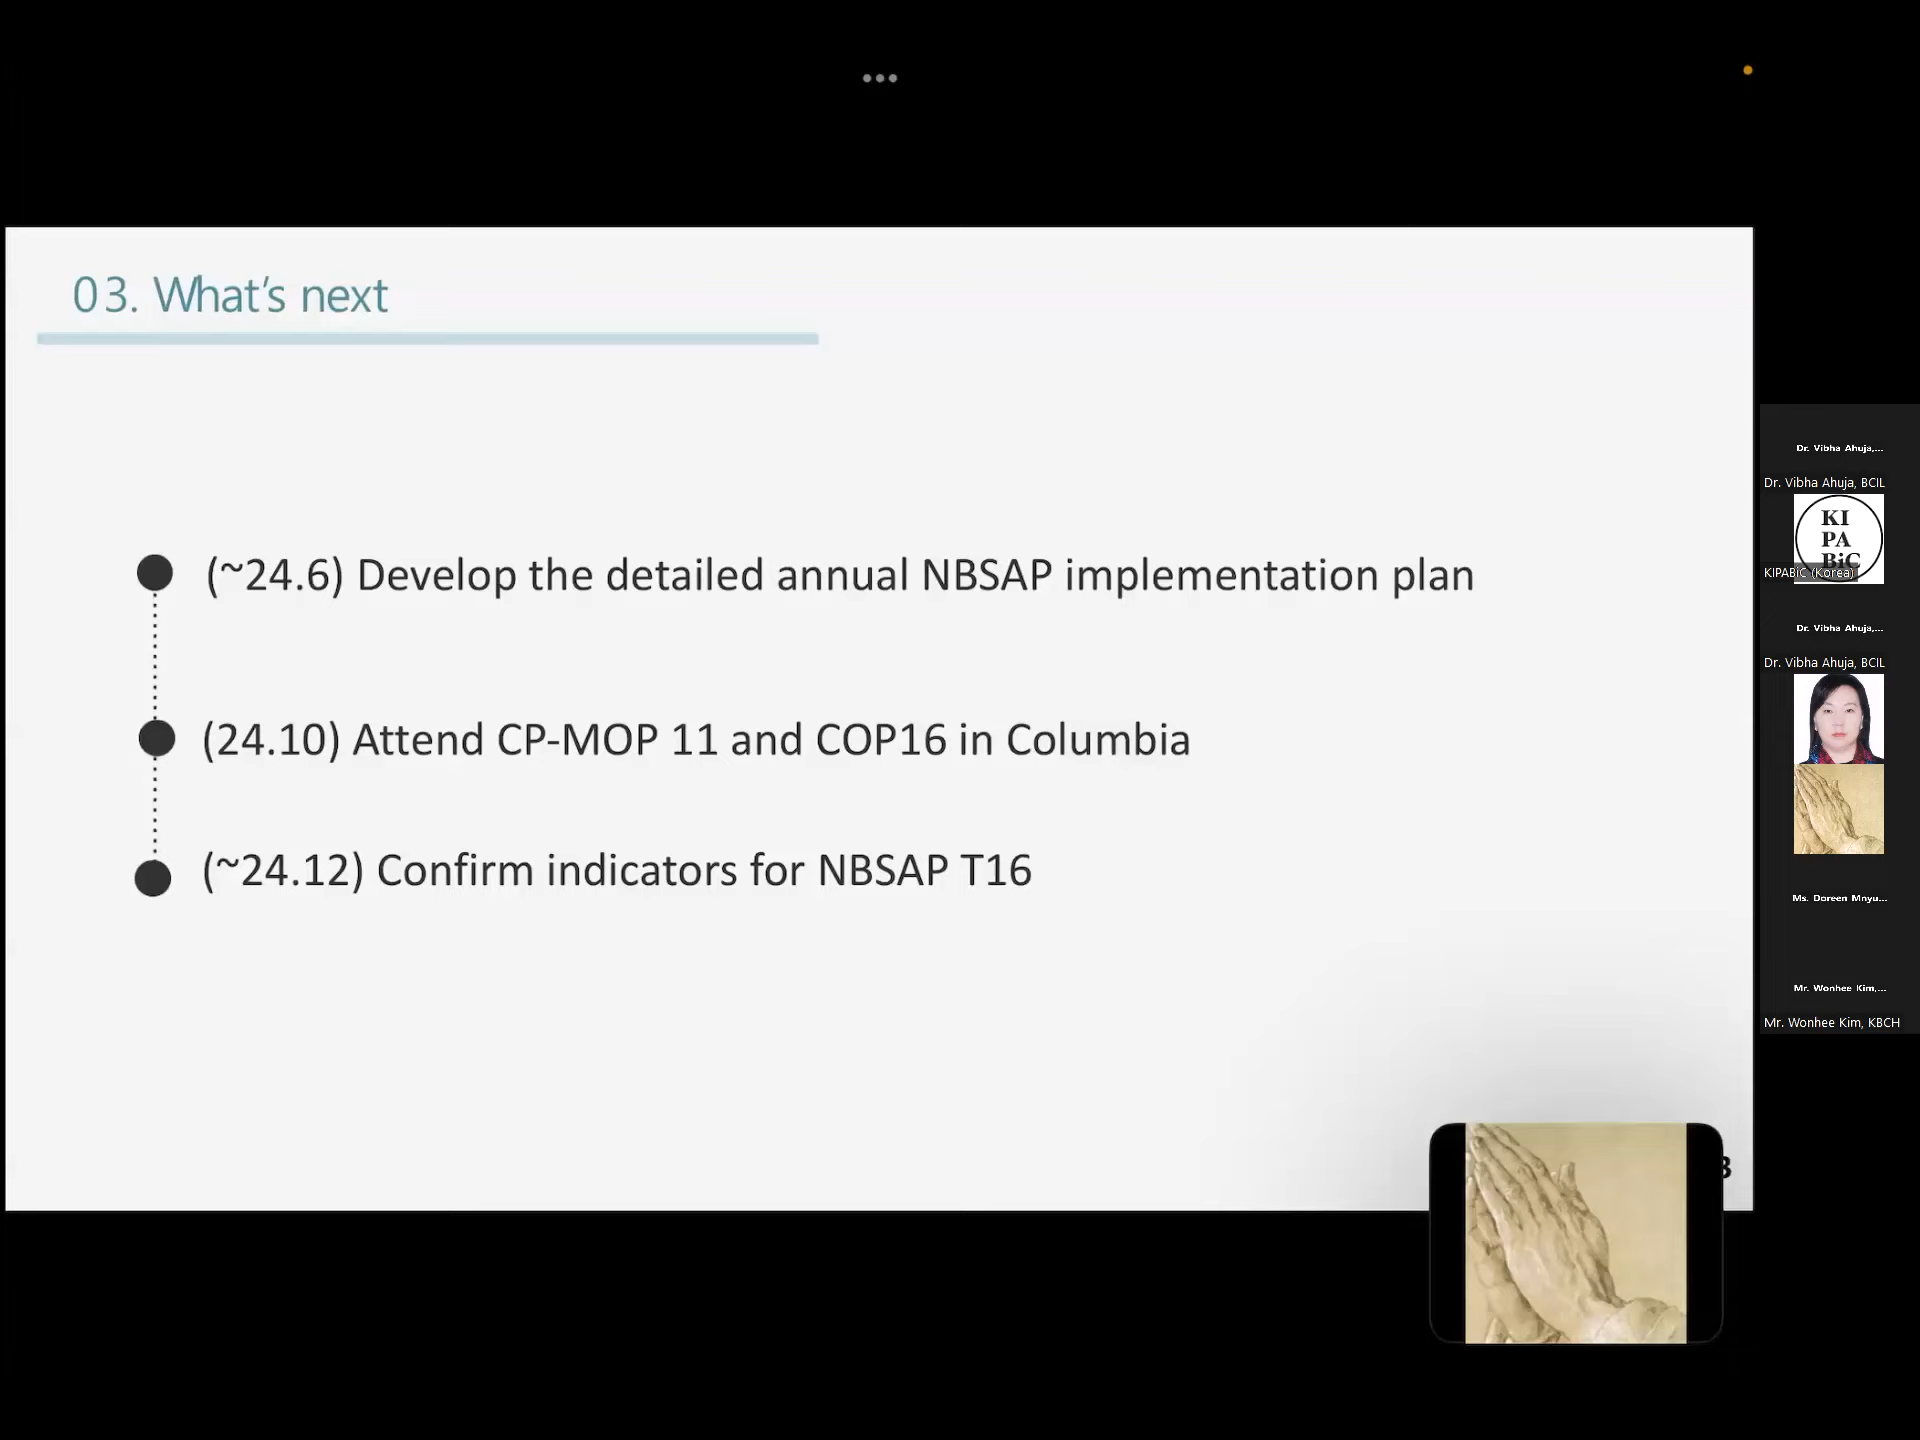 03. What's next
(~24.6) Develop the detailed annual NBSAP implementation plan
(24.10) Attend CP-MOP 11 and COP16 in Columbia
(~24.12) Confirm indicators for NBSAP T16
Dr. Vibha Ahuja,...
Dr. Vibha Ahuja, BCIL
KI
PA
BiC
KIPABiC (Korea)
Dr. Vibha Ahuja,...
Dr. Vibha Ahuja, BCIL
Ms. Doreen Mnyu...
Mr. Wonhee Kim,...
Mr. Wonhee Kim, KBCH